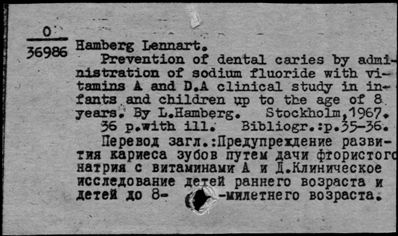 O
36986
Hamberg Lennart.
Prevention of dental caries by admi-
nistration of sodium fluoride with vi-
tamins A and D.A clinical study in in-
fants and children up to the age of 8
years. By L.Hamberg. Stockholm,1967.
36 p.with ill. Bibliogr.:p.35-36.
Перевод загл.:Предупреждение разви-
тия кариеса зубов путем дачи фтористого
натрия с витаминами А и Д.Клиническое
исследование детей раннего возраста и
детей до 8- -милетнего возраста.